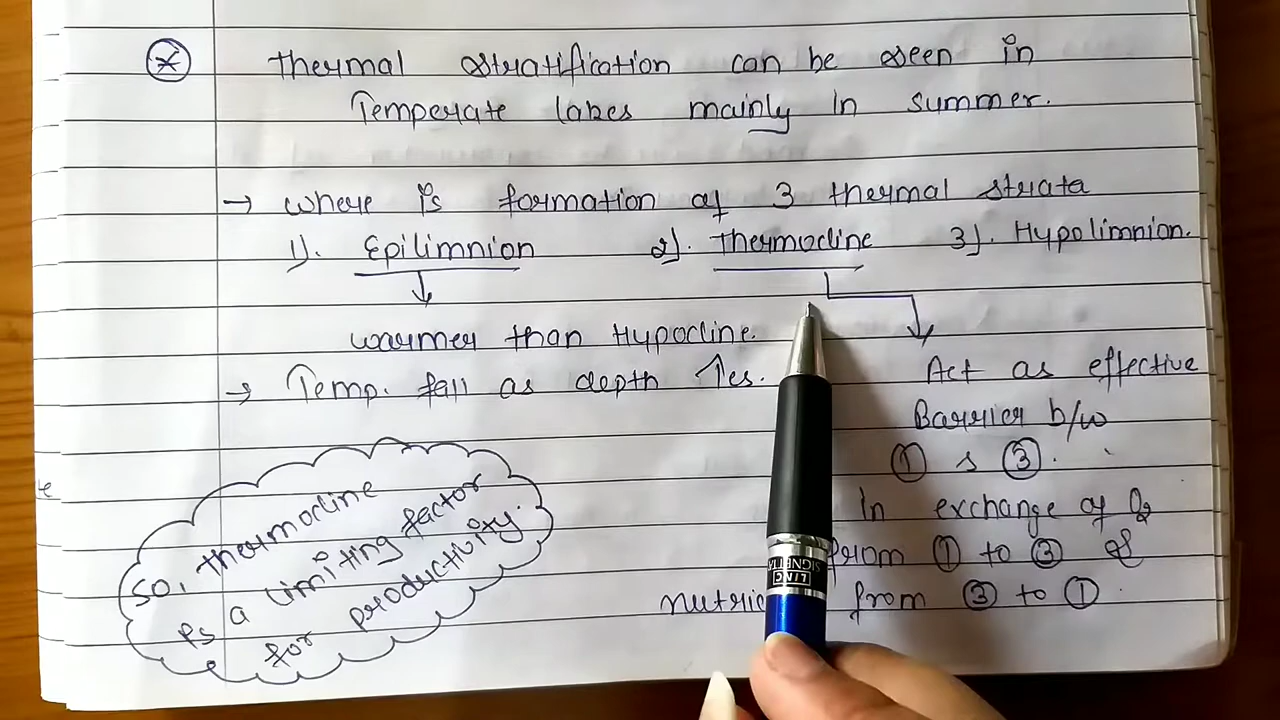 Thermal stratification can be seen in
Temperate lakes mainly in summer.
→ where is formation of 3 thermal strata
1). Epilimnion 2). Thermocline 3). Hypolimnion.
warmer than Hypocline.
→ Temp. fall as depth ↑es.
Act as effective
Barrier b/w
① & ③.
In exchange of O2
from ① to ③ &
from ③ to ①.
So, thermocline
is a limiting factor
for productivity.
LINC